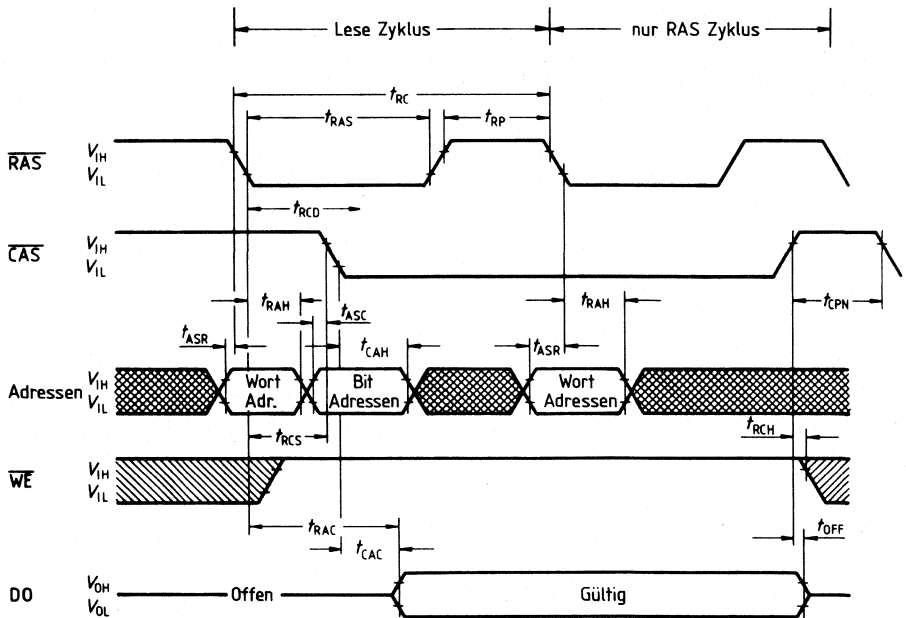 Lese Zyklus
nur RAS Zyklus
tRC
tRAS
tRP
RAS
VIH
VIL
tRCD
CAS
VIH
VIL
tRAH
tASC
tRAH
tCPN
tASR
tCAH
tASR
Adressen
VIH
VIL
Wort
Adr.
Bit
Adressen
Wort
Adressen
tRCS
tRCH
WE
VIH
VIL
tRAC
tCAC
tOFF
DO
VOH
VOL
Offen
Gültig